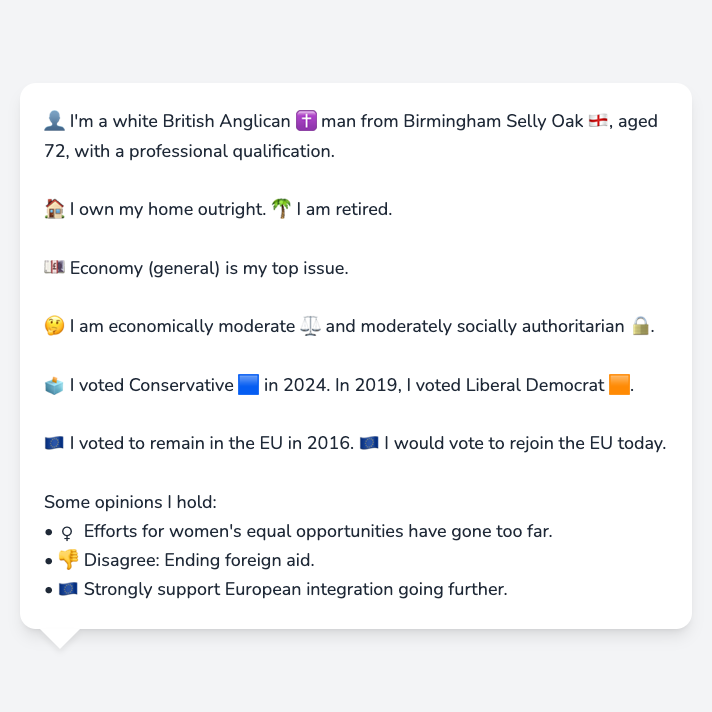 👤 I'm a white British Anglican ✝️ man from Birmingham Selly Oak 🏴󠁧󠁢󠁥󠁮󠁧󠁿, aged
72, with a professional qualification.
🏠 I own my home outright. 🌴 I am retired.
💷 Economy (general) is my top issue.
🤔 I am economically moderate ⚖️ and moderately socially authoritarian 🔒.
🗳️ I voted Conservative 🟦 in 2024. In 2019, I voted Liberal Democrat 🟧.
🇪🇺 I voted to remain in the EU in 2016. 🇪🇺 I would vote to rejoin the EU today.
Some opinions I hold:
• ♀ Efforts for women's equal opportunities have gone too far.
• 👎 Disagree: Ending foreign aid.
• 🇪🇺 Strongly support European integration going further.